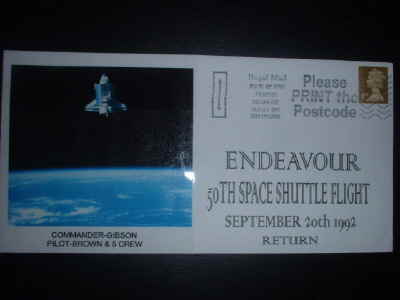 Royal Mail
Please
PRINT the
Postcode
ENDEAVOUR
50TH SPACE SHUTTLE FLIGHT
SEPTEMBER 20th 1992
RETURN
COMMANDER-GIBSON
PILOT-BROWN & 5 CREW